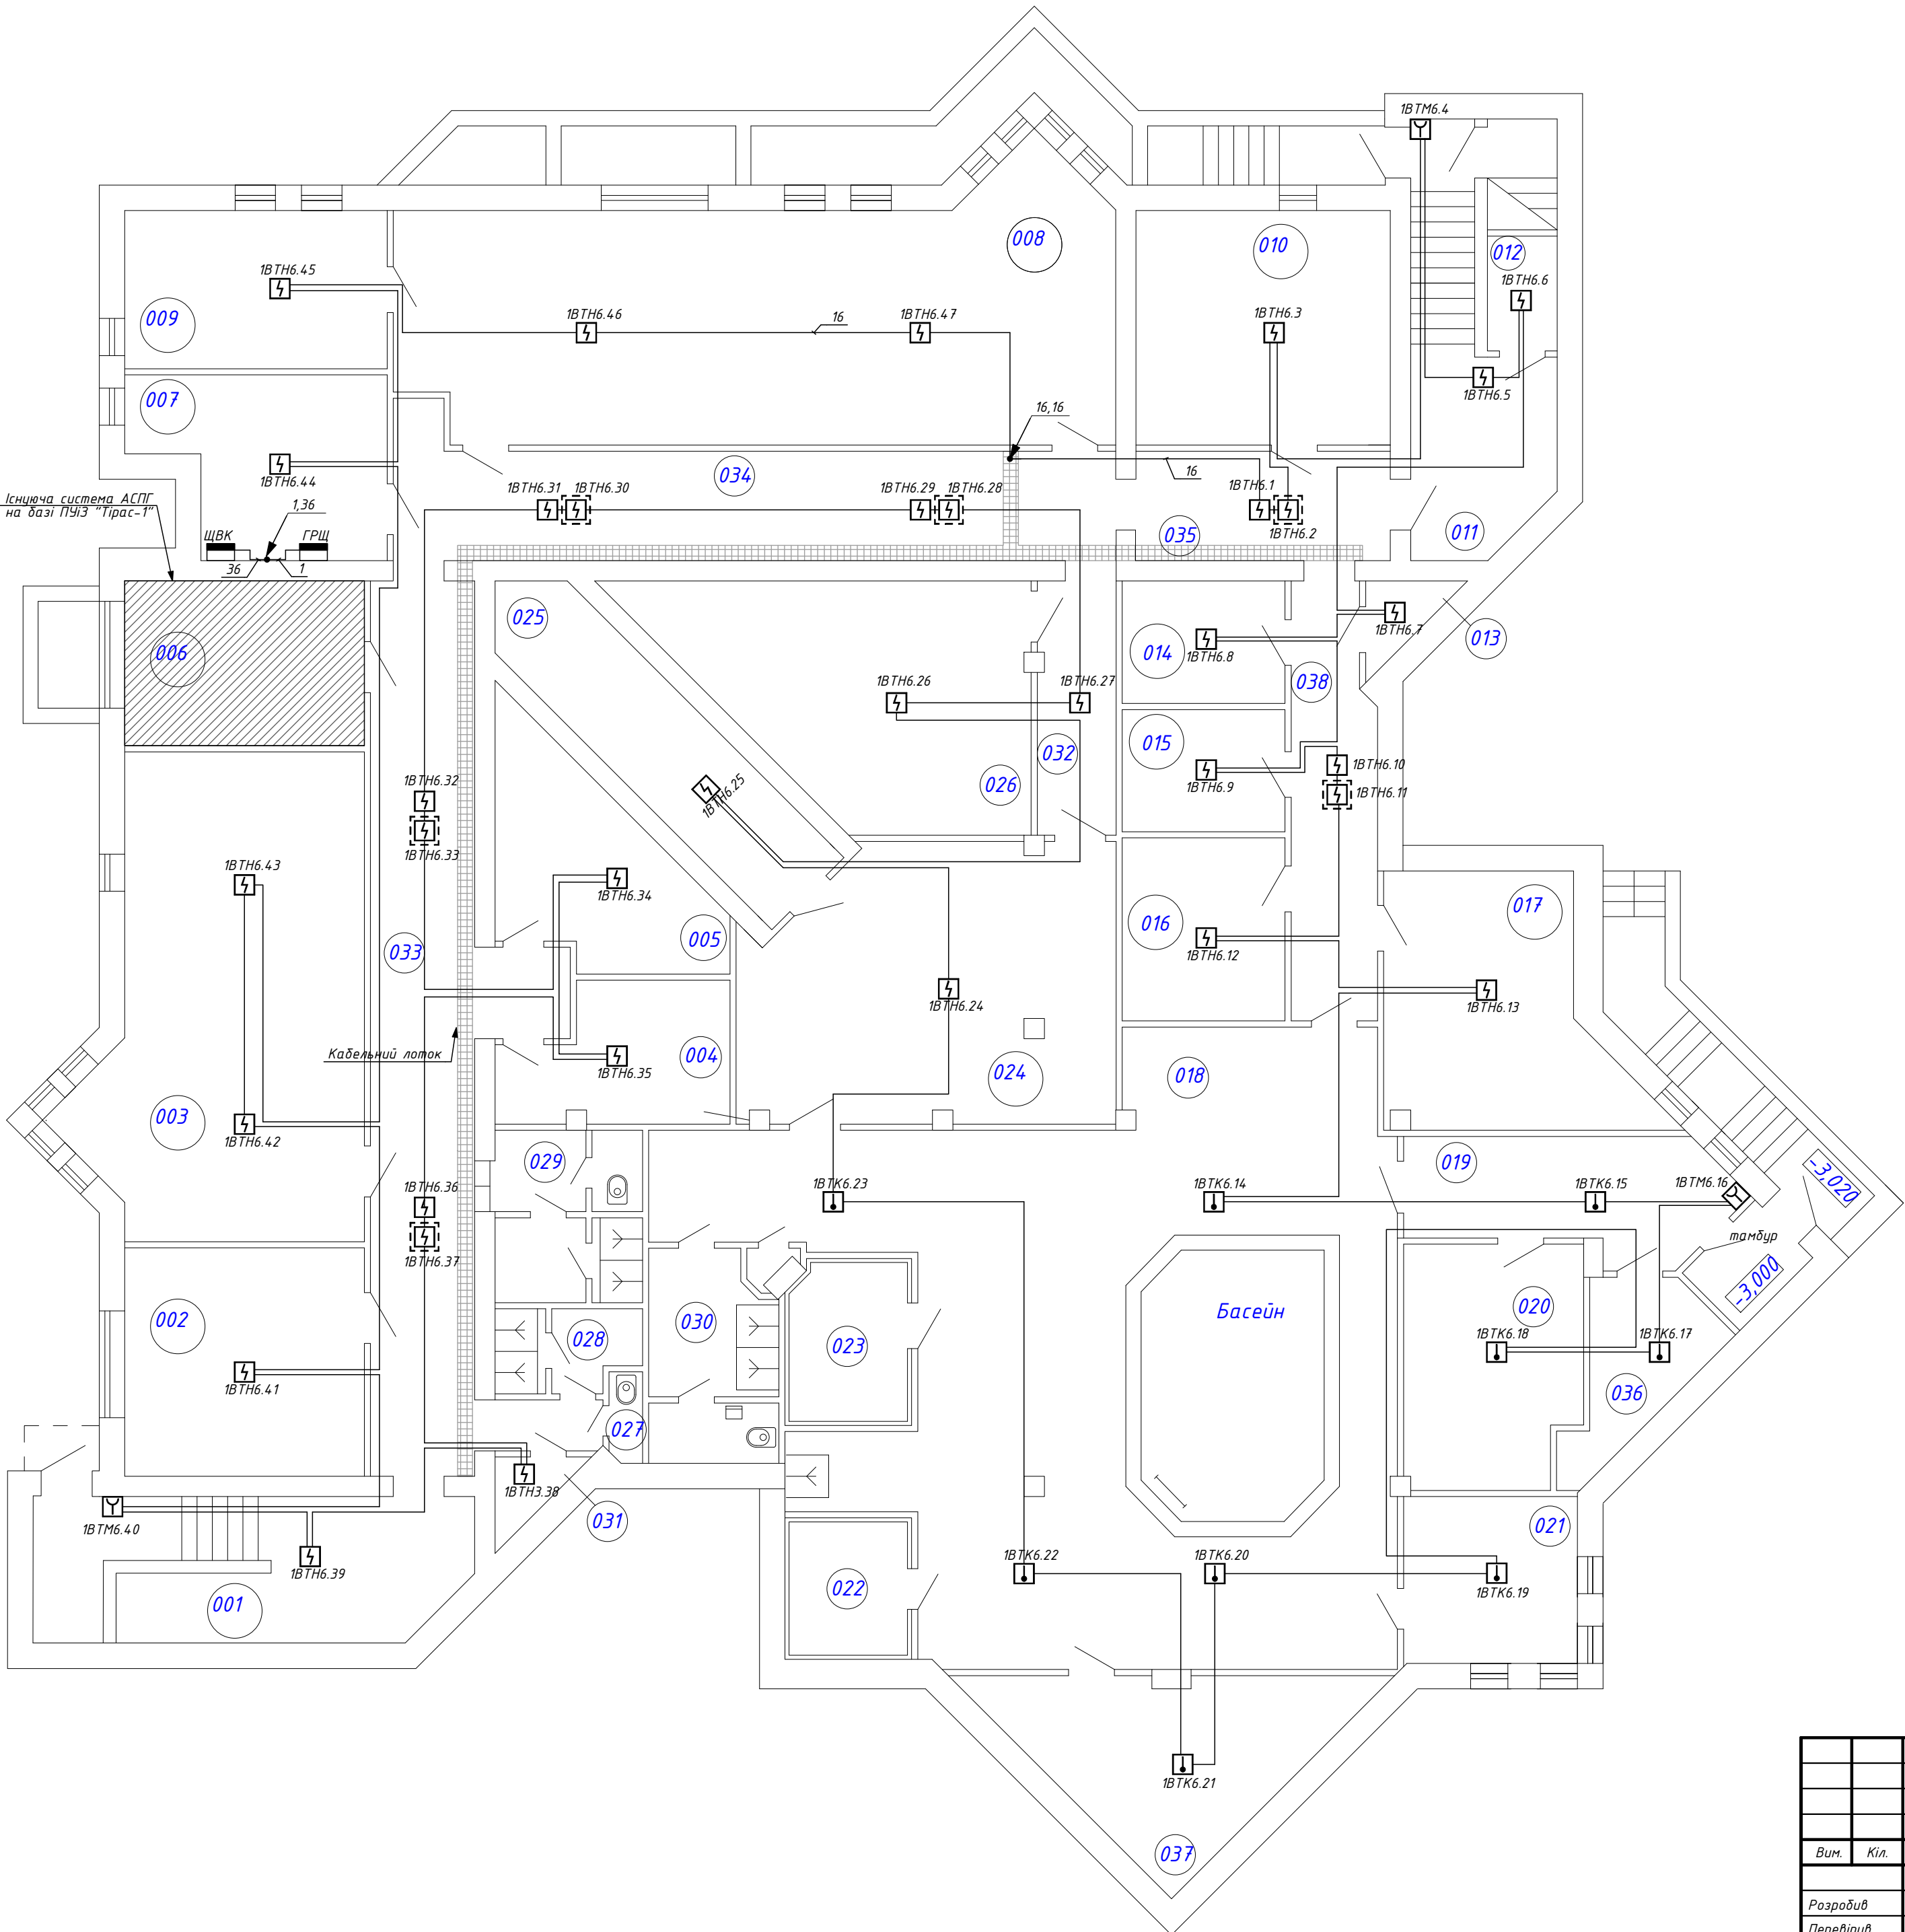 1ВТМ6.4
008
010
012
1ВТН6.45
1ВТН6.6
009
1ВТН6.46
16
1ВТН6.47
1ВТН6.3
007
1ВТН6.5
16,16
1ВТН6.44
034
16
Існуюча система АСПГ
на базі ПУіЗ "Тірас-1"
1,36
1ВТН6.31
1ВТН6.30
1ВТН6.29
1ВТН6.28
1ВТН6.1
1ВТН6.2
035
011
ЩВК
ГРЩ
36
1
025
1ВТН6.7
013
006
014
1ВТН6.8
038
1ВТН6.26
1ВТН6.27
015
032
1ВТН6.32
1ВТН6.25
026
1ВТН6.9
1ВТН6.10
1ВТН6.11
1ВТН6.33
1ВТН6.43
1ВТН6.34
005
016
017
033
1ВТН6.12
1ВТН6.24
1ВТН6.13
Кабельний лоток
1ВТН6.35
004
024
018
003
1ВТН6.42
029
019
1ВТН6.36
1ВТК6.23
1ВТК6.14
1ВТК6.15
1ВТМ6.16
-3,020
тамбур
1ВТН6.37
-3,000
002
028
030
023
Басейн
020
1ВТК6.18
1ВТК6.17
1ВТН6.41
036
027
1ВТН3.38
031
021
1ВТМ6.40
1ВТН6.39
1ВТК6.22
1ВТК6.20
1ВТК6.19
022
001
1ВТК6.21
037
Вим.
Кіл.
Розробив
Перевірив